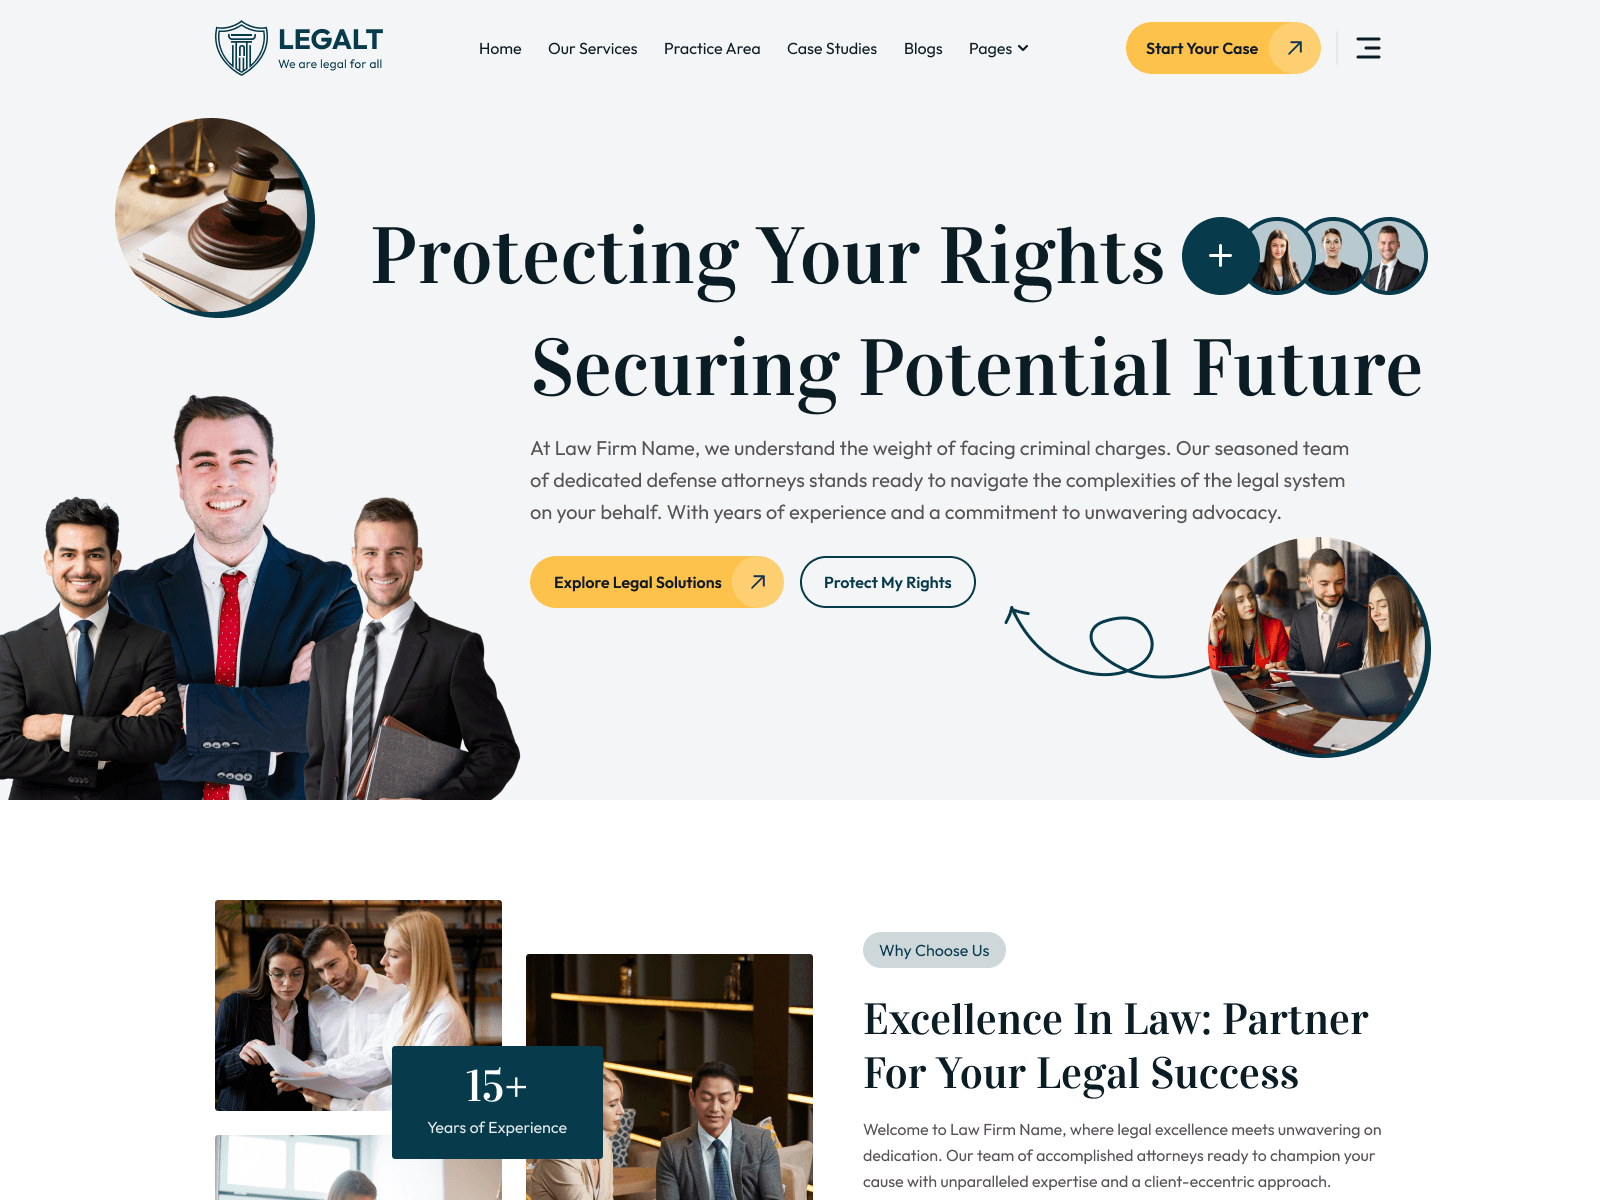 LEGALT
We are legal for all
Home
Our Services
Practice Area
Case Studies
Blogs
Pages
Start Your Case
Protecting Your Rights
Securing Potential Future
At Law Firm Name, we understand the weight of facing criminal charges. Our seasoned team
of dedicated defense attorneys stands ready to navigate the complexities of the legal system
on your behalf. With years of experience and a commitment to unwavering advocacy.
Explore Legal Solutions
Protect My Rights
15+
Years of Experience
Why Choose Us
Excellence In Law: Partner
For Your Legal Success
Welcome to Law Firm Name, where legal excellence meets unwavering on
dedication. Our team of accomplished attorneys ready to champion your
cause with unparalleled expertise and a client-eccentric approach.